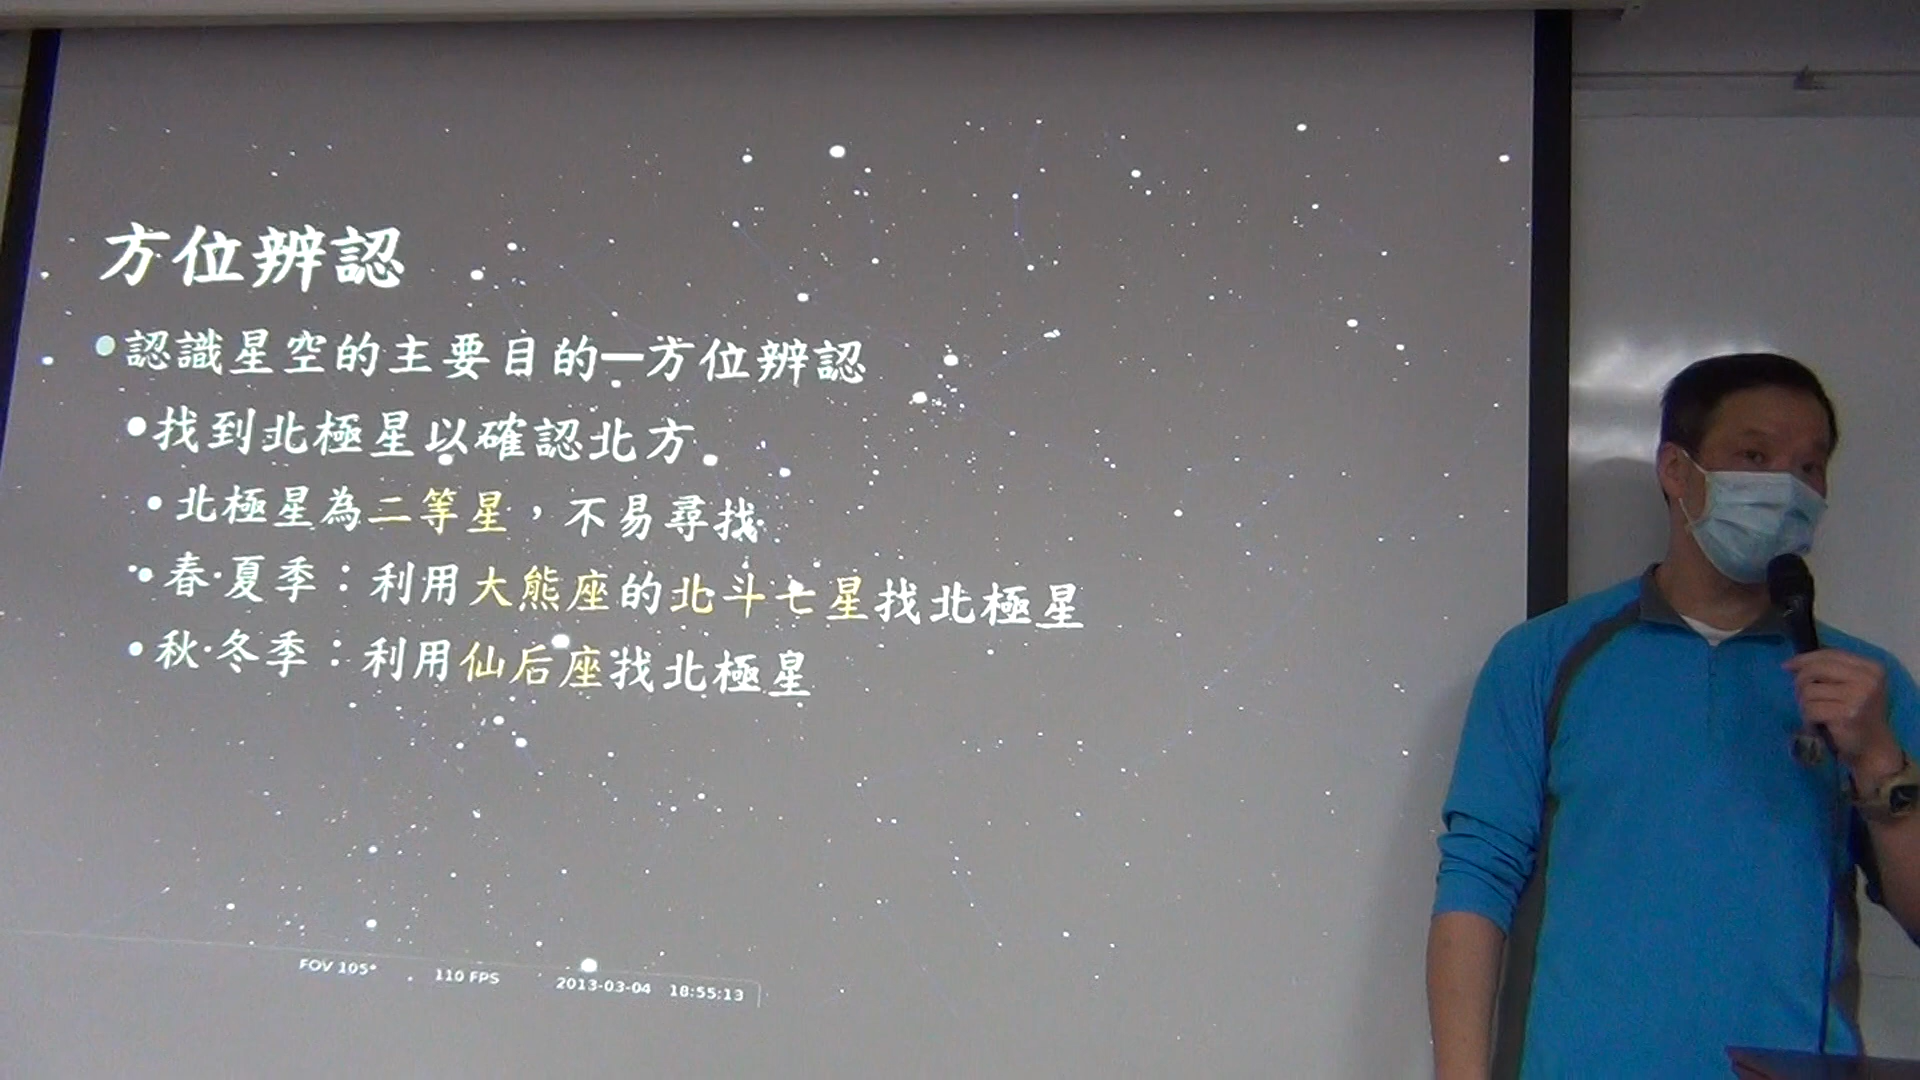 方位辨認
•認識星空的主要目的—方位辨認
•找到北極星以確認北方
•北極星為二等星，不易尋找
•春·夏季：利用大熊座的北斗七星找北極星
•秋·冬季：利用仙后座找北極星
FOV 105° 110 FPS 2013-03-04 18:55:13